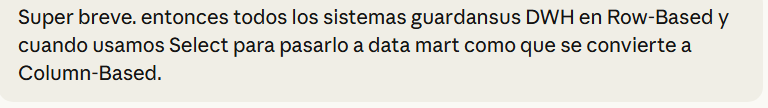 Super breve. entonces todos los sistemas guardansus DWH en Row-Based y
cuando usamos Select para pasarlo a data mart como que se convierte a
Column-Based.